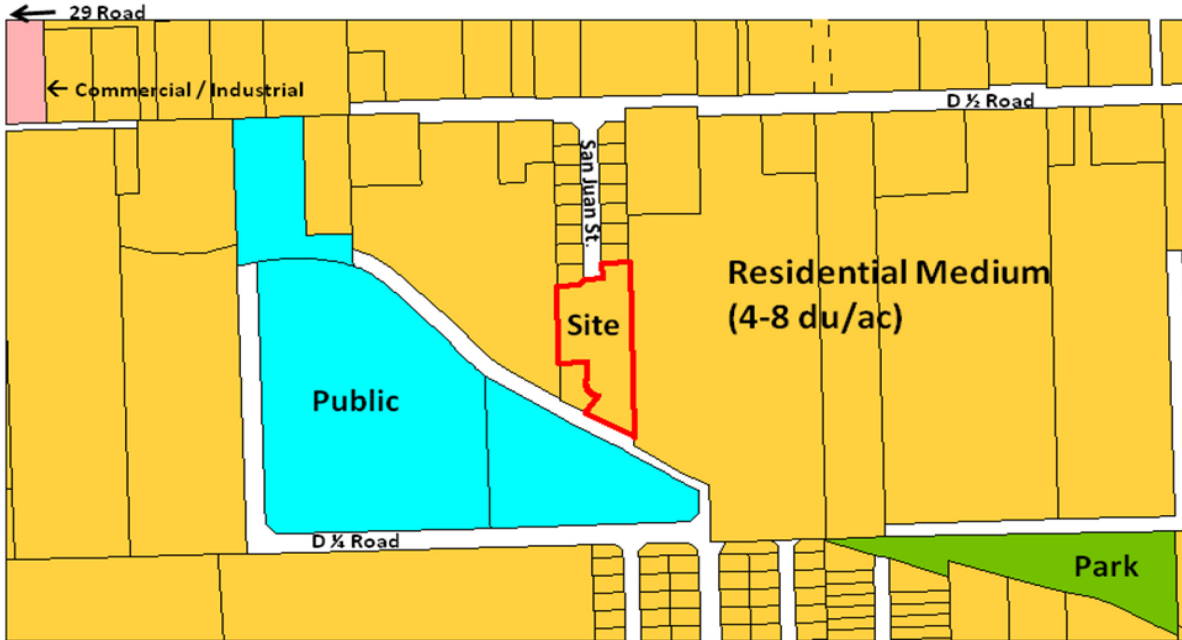 ← 29 Road
← Commercial / Industrial
D ½ Road
San Juan St.
Residential Medium
(4-8 du/ac)
Site
Public
D ¼ Road
Park